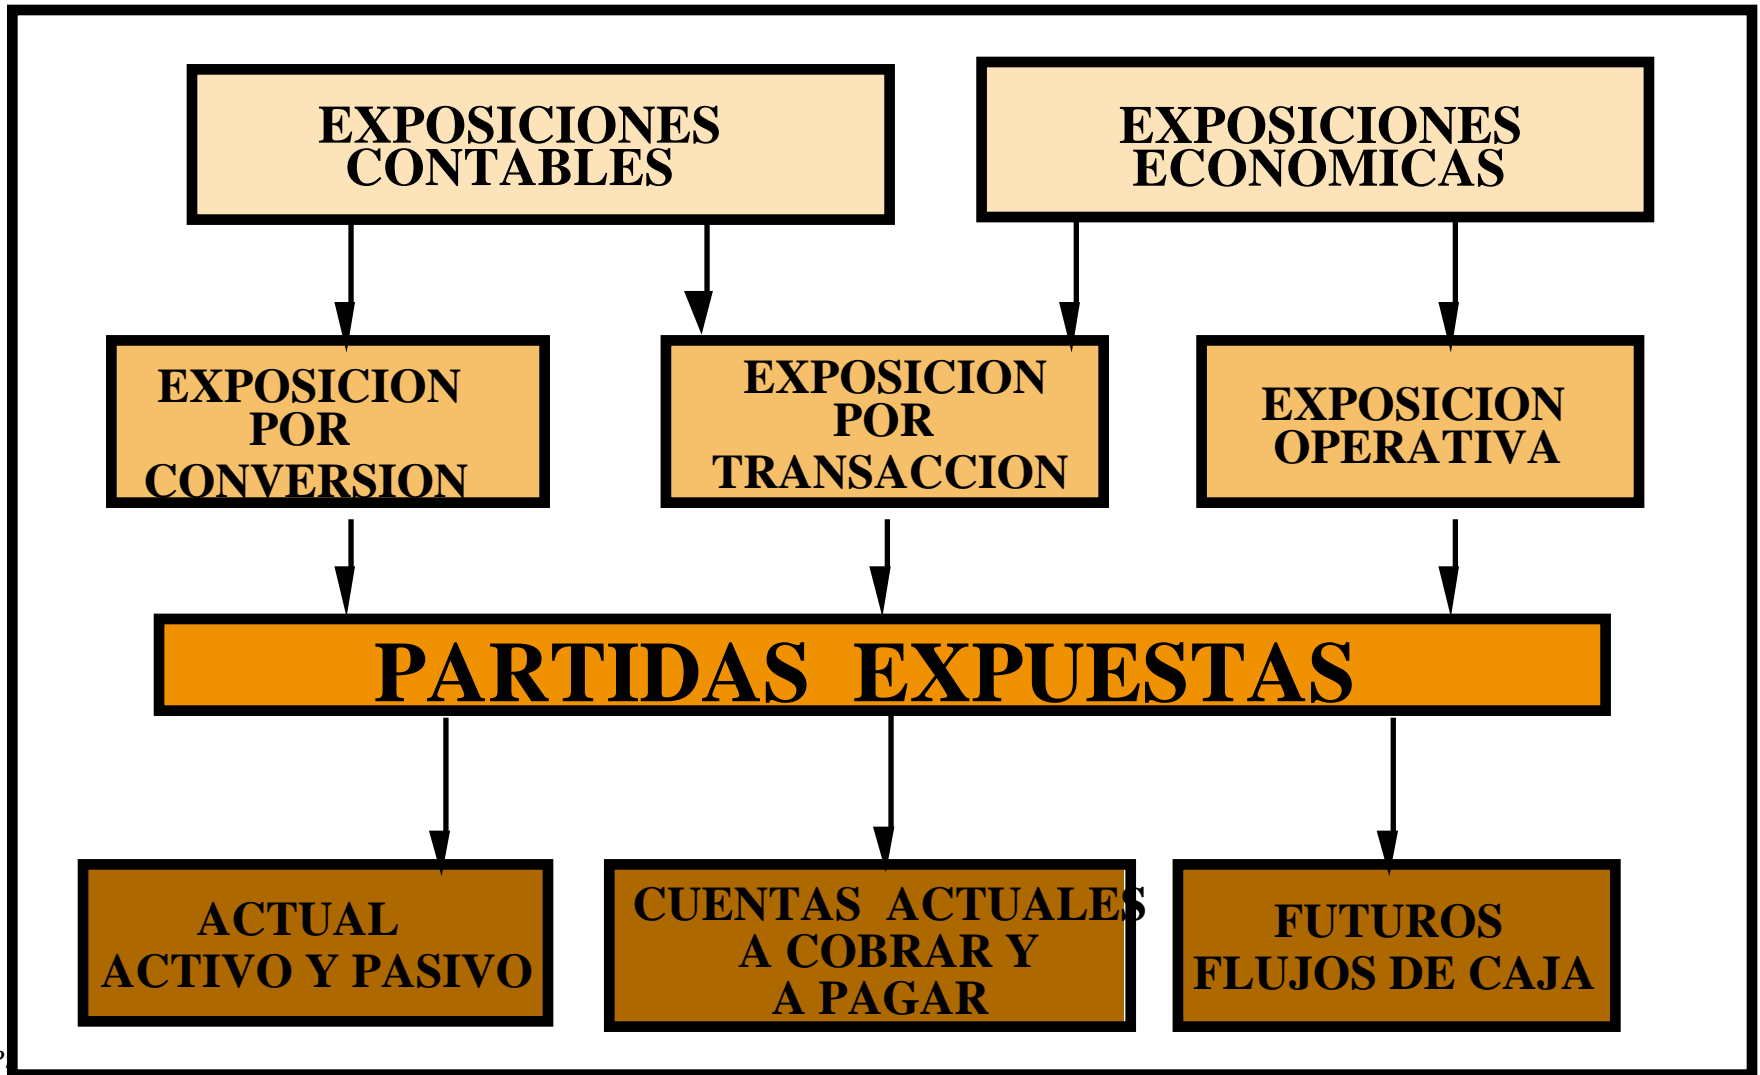 EXPOSICIONES
CONTABLES
EXPOSICIONES
ECONOMICAS
EXPOSICION
POR
CONVERSION
EXPOSICION
POR
TRANSACCION
EXPOSICION
OPERATIVA
PARTIDAS EXPUESTAS
ACTUAL
ACTIVO Y PASIVO
CUENTAS ACTUALES
A COBRAR Y
A PAGAR
FUTUROS
FLUJOS DE CAJA